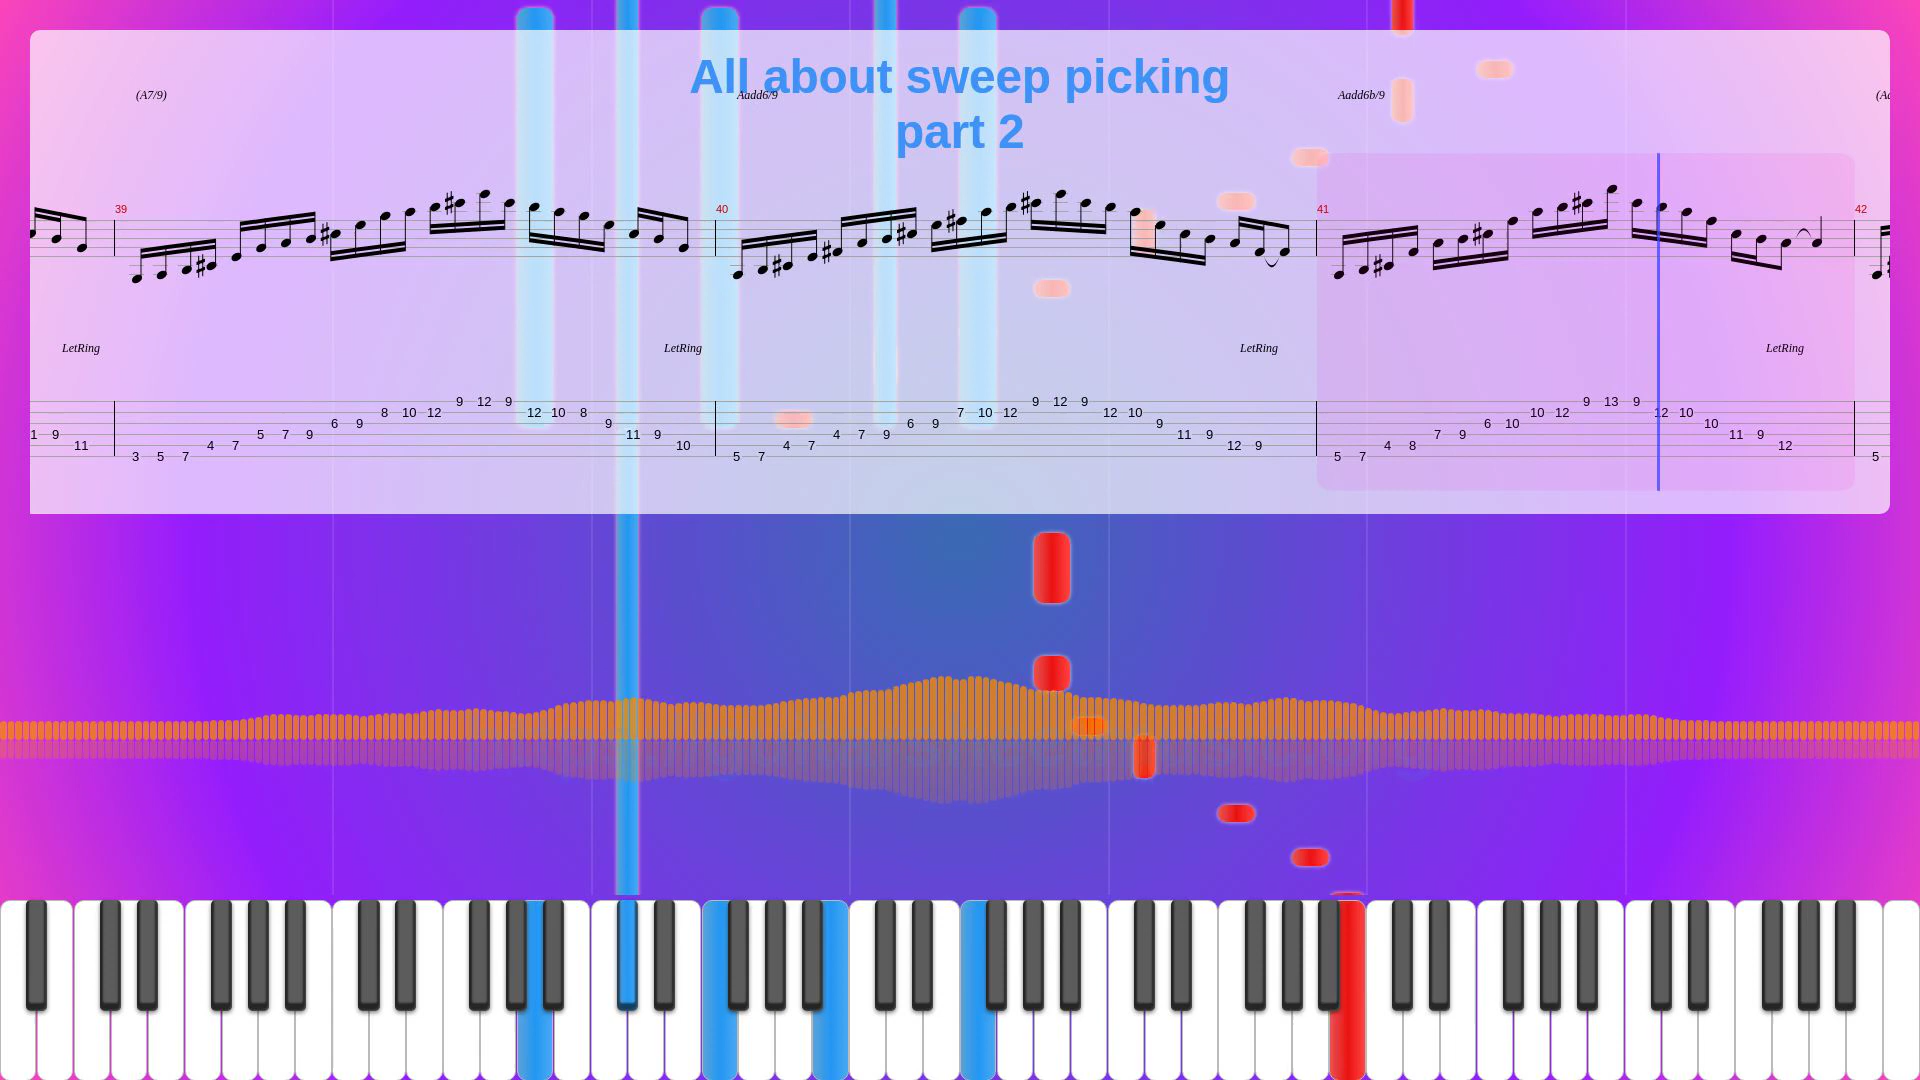 All about sweep picking
part 2
(A7/9) Aadd6/9 Aadd6b/9
39 40 41 42
LetRing LetRing LetRing LetRing
9 12 9 9 12 9 9 13 9
8 10 12 12 10 8 7 10 12 12 10 10 12 12 10
6 9 9 6 9 9 6 10 10
1 9 5 7 9 11 9 4 7 9 11 9 7 9 11 9
11 4 7 10 4 7 12 9 4 8 12
3 5 7 5 7 5 7 5